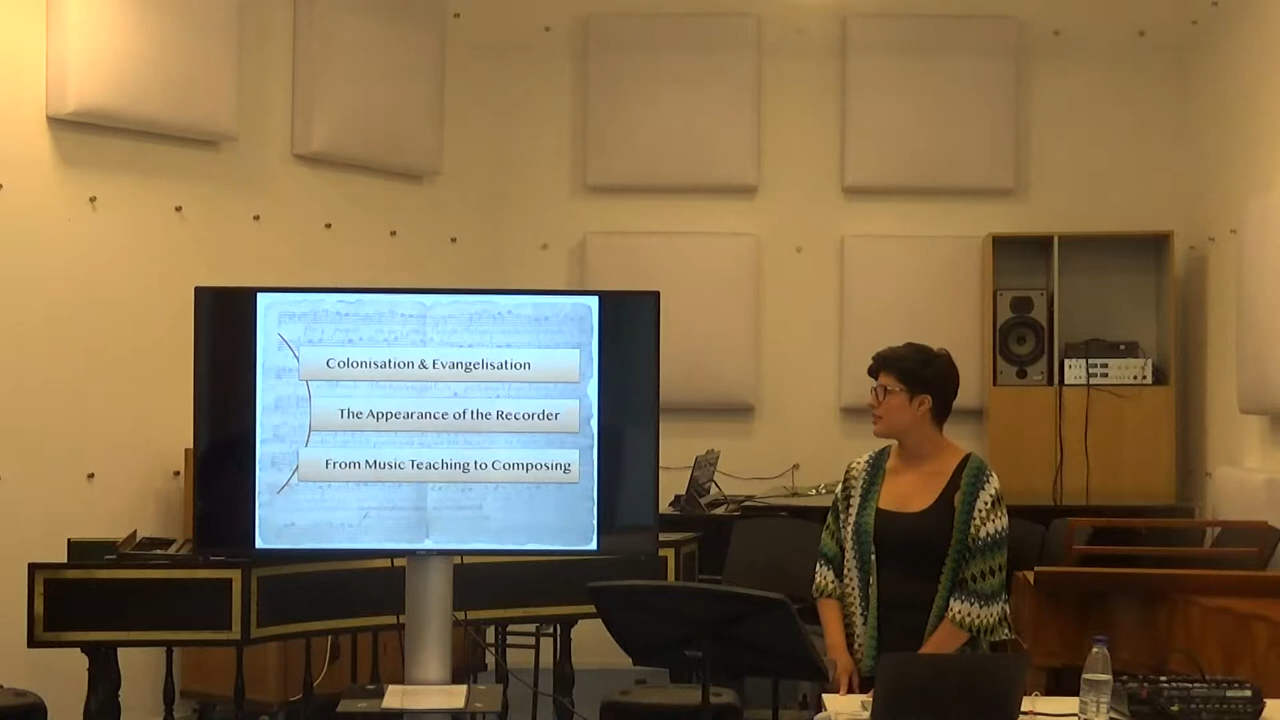 Colonisation & Evangelisation
The Appearance of the Recorder
From Music Teaching to Composing